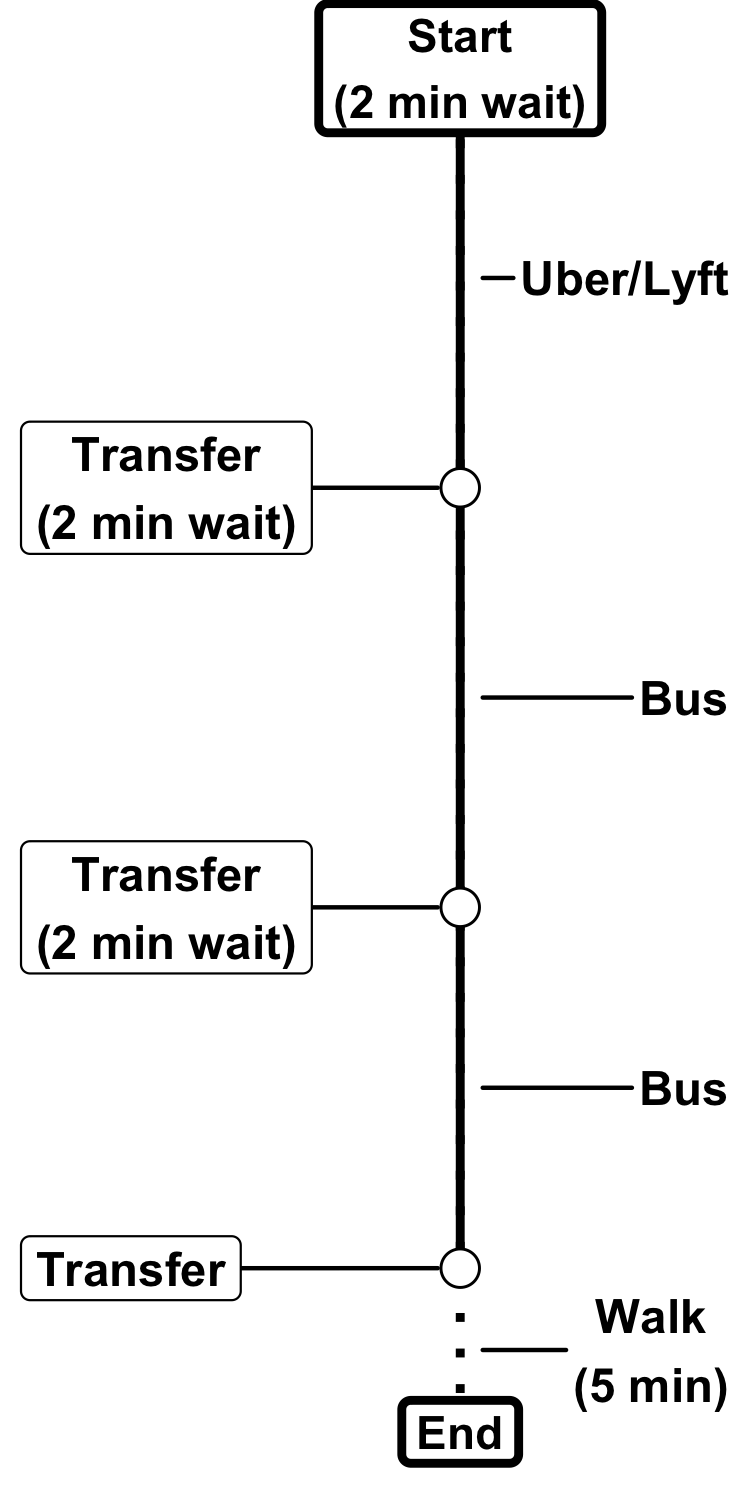 Start
(2 min wait)
Uber/Lyft
Transfer
(2 min wait)
Bus
Transfer
(2 min wait)
Bus
Transfer
Walk
(5 min)
End